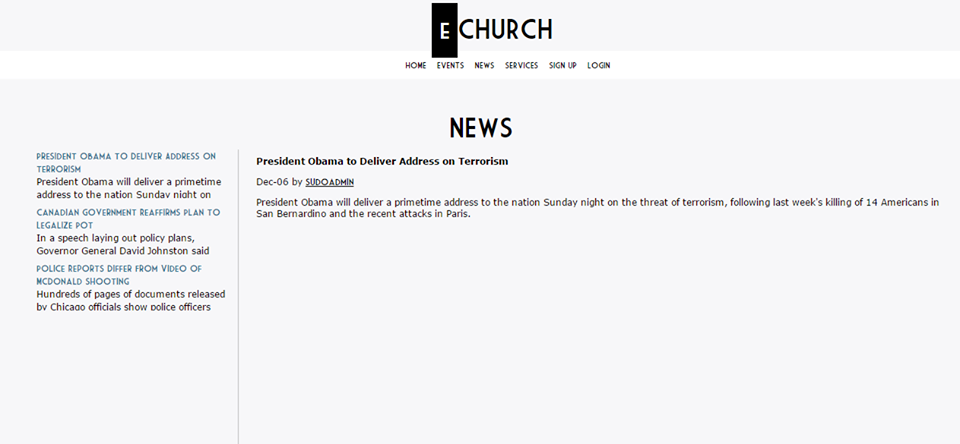 E CHURCH
HOME EVENTS NEWS SERVICES SIGN UP LOGIN
NEWS
PRESIDENT OBAMA TO DELIVER ADDRESS ON
TERRORISM
President Obama will deliver a primetime
address to the nation Sunday night on
CANADIAN GOVERNMENT REAFFIRMS PLAN TO
LEGALIZE POT
In a speech laying out policy plans,
Governor General David Johnston said
POLICE REPORTS DIFFER FROM VIDEO OF
MCDONALD SHOOTING
Hundreds of pages of documents released
by Chicago officials show police officers
President Obama to Deliver Address on Terrorism
Dec-06 by SUDOADMIN
President Obama will deliver a primetime address to the nation Sunday night on the threat of terrorism, following last week's killing of 14 Americans in
San Bernardino and the recent attacks in Paris.